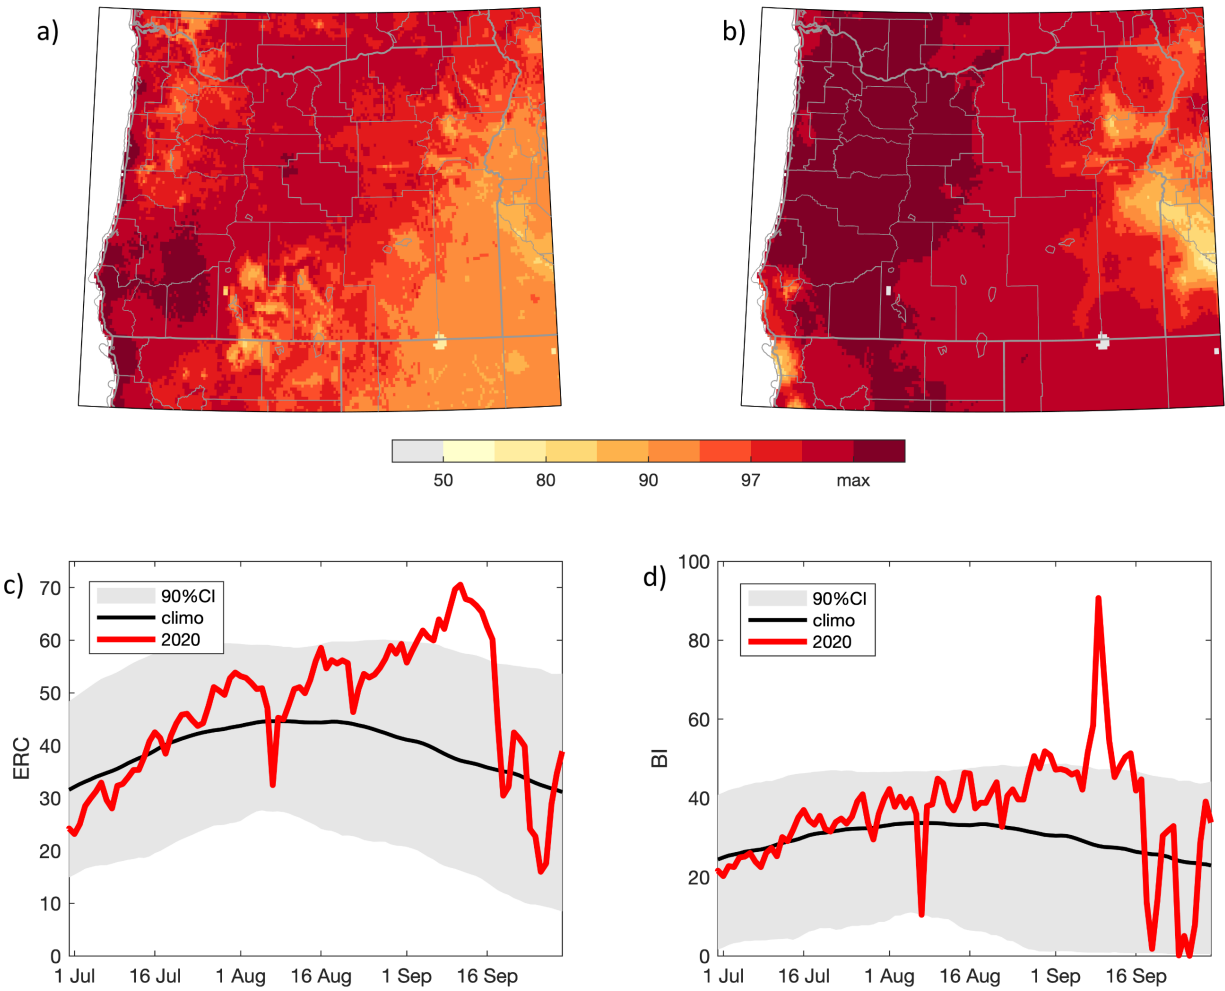 a)
b)
50 80 90 97 max
c)
70
60
50
40
30
20
10
0
ERC
90%CI
climo
2020
1 Jul 16 Jul 1 Aug 16 Aug 1 Sep 16 Sep
d)
100
80
60
40
20
0
BI
90%CI
climo
2020
1 Jul 16 Jul 1 Aug 16 Aug 1 Sep 16 Sep